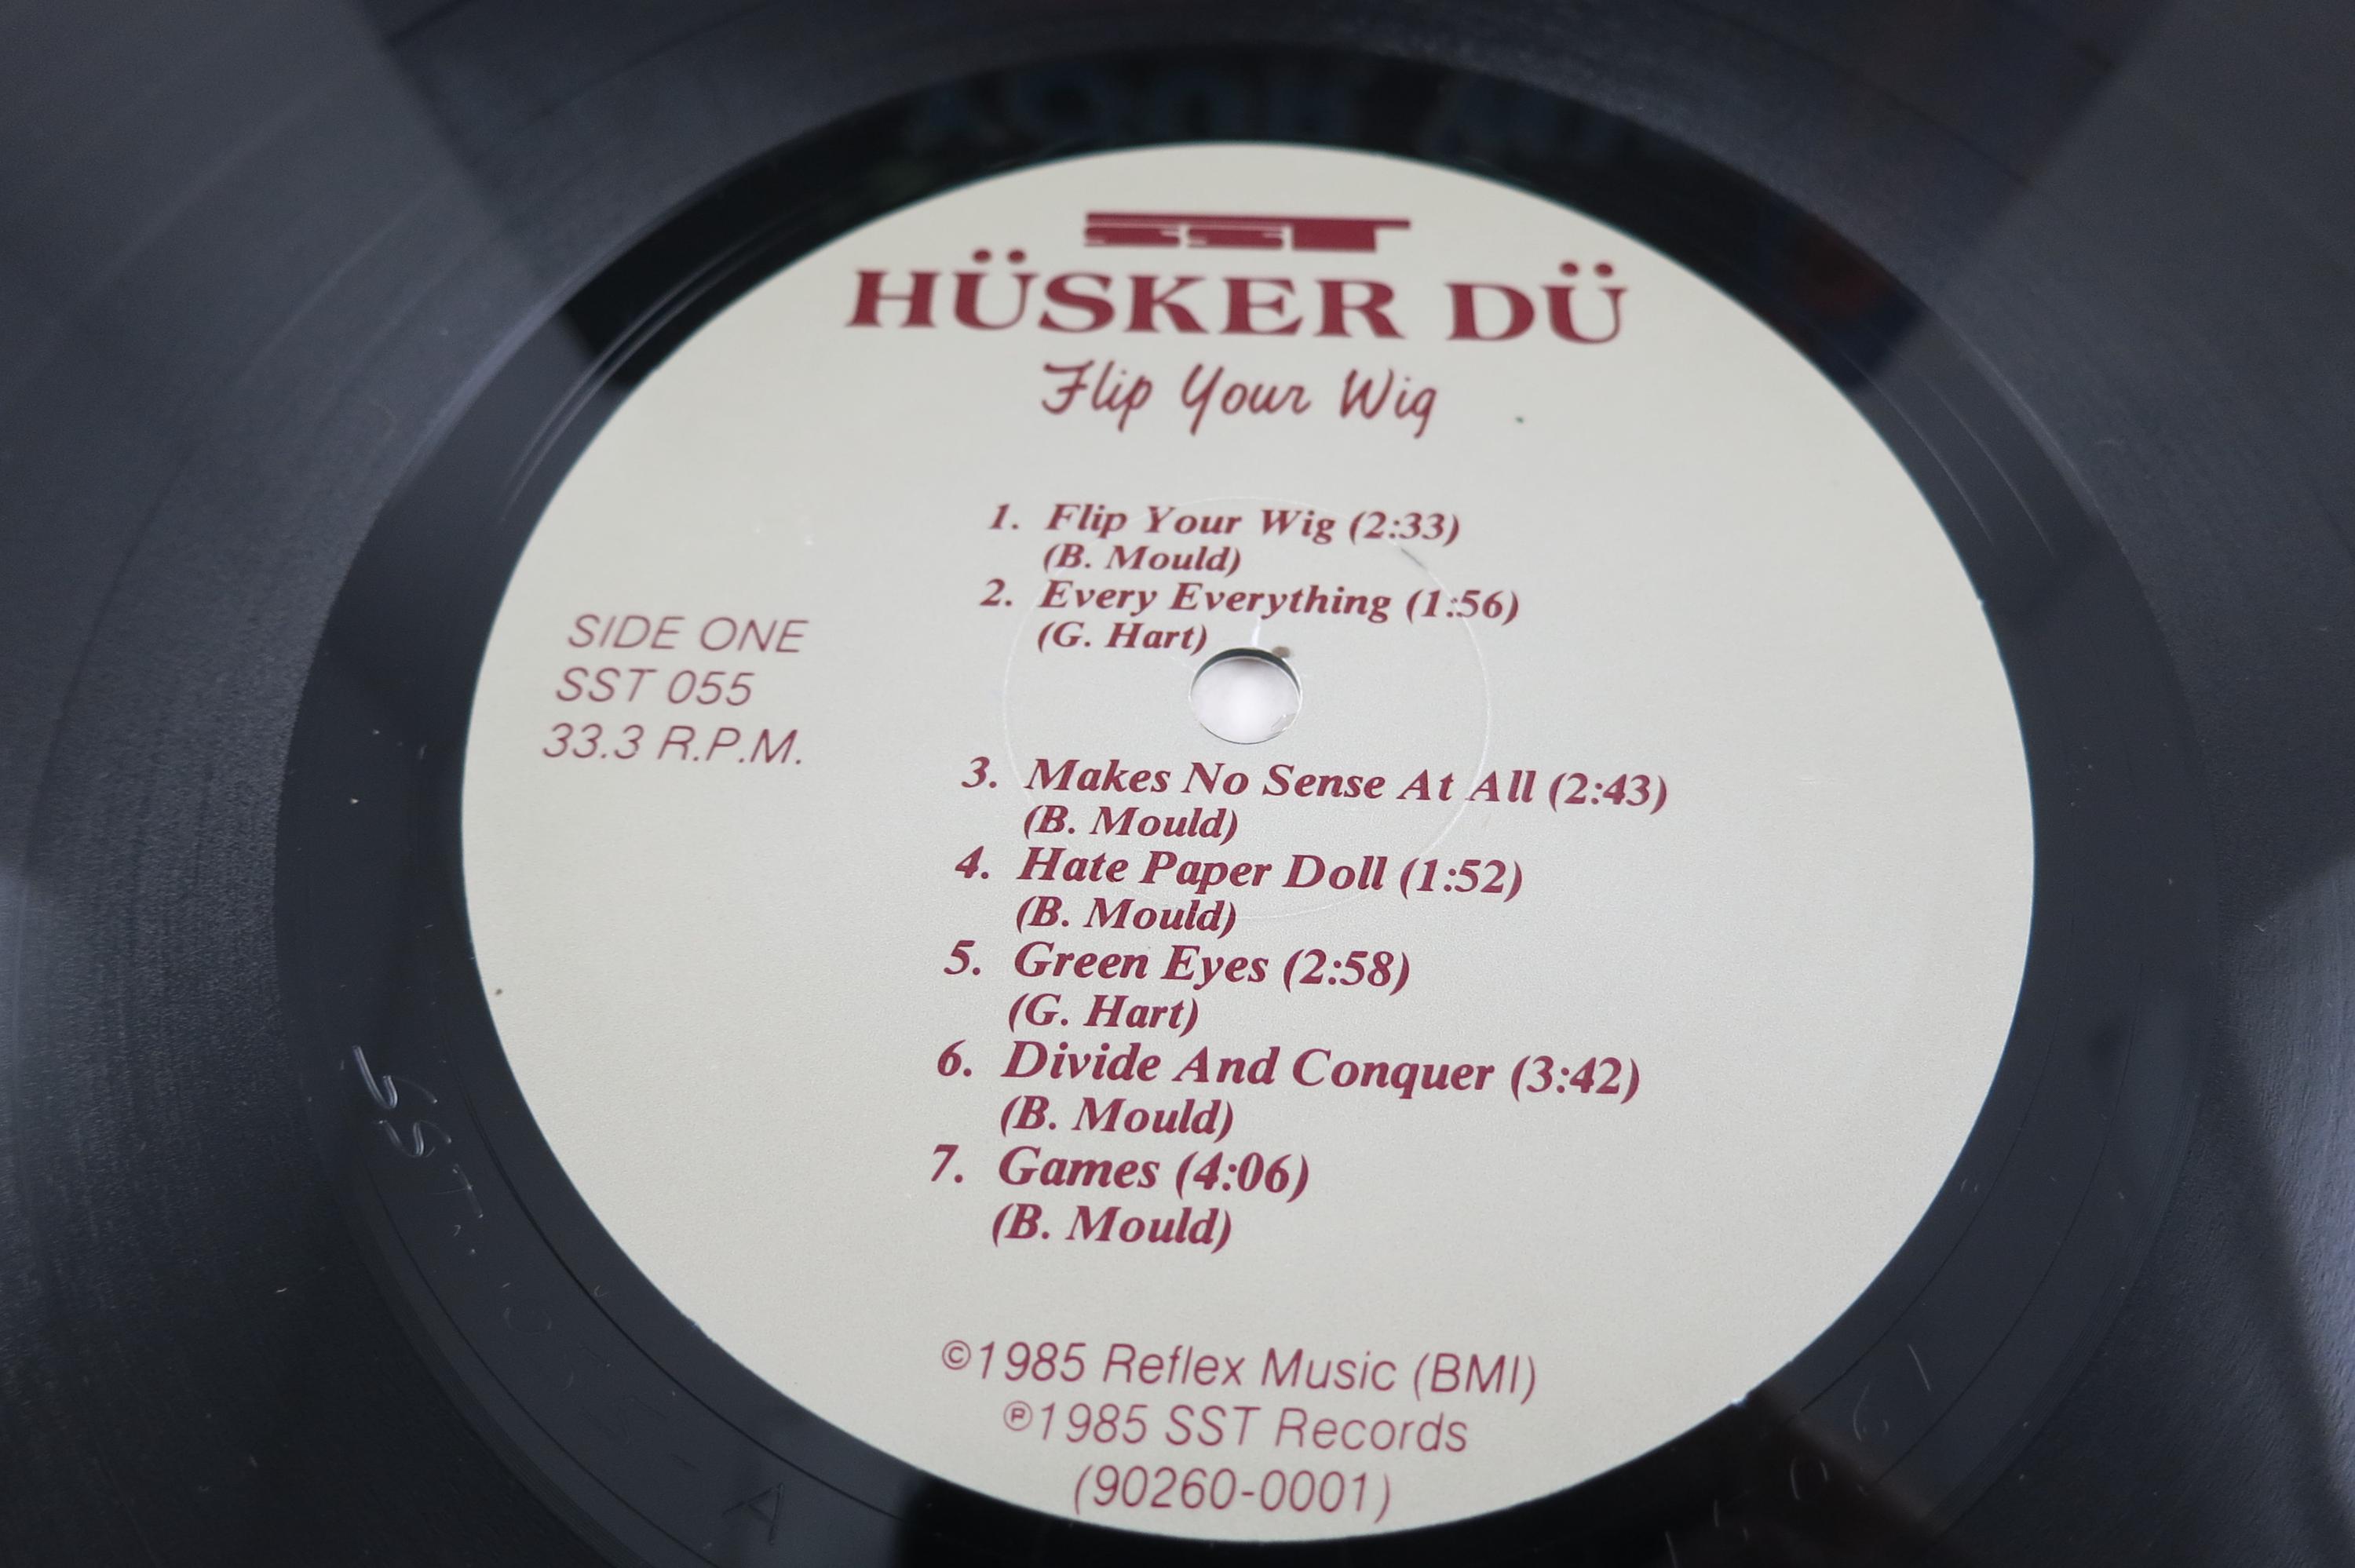 SST
HÜSKER DÜ
Flip Your Wig
1. Flip Your Wig (2:33)
(B. Mould)
2. Every Everything (1:56)
(G. Hart)
SIDE ONE
SST 055
33.3 R.P.M.
3. Makes No Sense At All (2:43)
(B. Mould)
4. Hate Paper Doll (1:52)
(B. Mould)
5. Green Eyes (2:58)
(G. Hart)
6. Divide And Conquer (3:42)
(B. Mould)
7. Games (4:06)
(B. Mould)
©1985 Reflex Music (BMI)
℗1985 SST Records
(90260-0001)